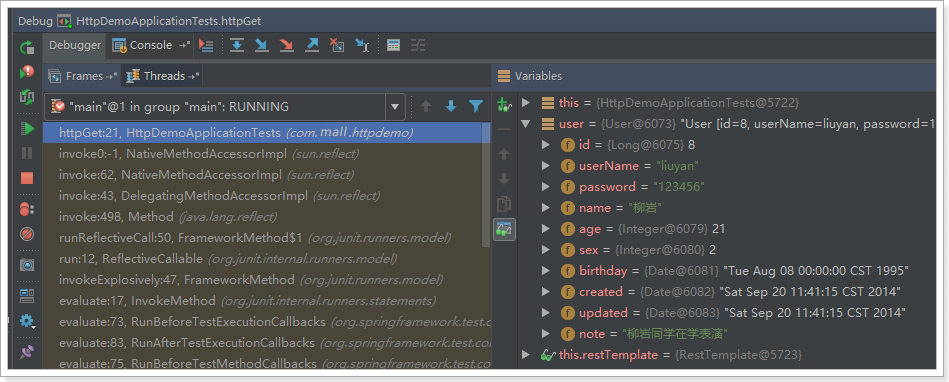 Debug HttpDemoApplicationTests.httpGet
Debugger Console
Frames Threads
"main"@1 in group "main": RUNNING
httpGet:21, HttpDemoApplicationTests (com.mall.httpdemo)
invoke0:-1, NativeMethodAccessorImpl (sun.reflect)
invoke:62, NativeMethodAccessorImpl (sun.reflect)
invoke:43, DelegatingMethodAccessorImpl (sun.reflect)
invoke:498, Method (java.lang.reflect)
runReflectiveCall:50, FrameworkMethod$1 (org.junit.runners.model)
run:12, ReflectiveCallable (org.junit.internal.runners.model)
invokeExplosively:47, FrameworkMethod (org.junit.runners.model)
evaluate:17, InvokeMethod (org.junit.internal.runners.statements)
evaluate:73, RunBeforeTestExecutionCallbacks (org.springframework.test.co
evaluate:83, RunAfterTestExecutionCallbacks (org.springframework.test.con
evaluate:75, RunBeforeTestMethodCallbacks (org.springframework.test.co
Variables
this = {HttpDemoApplicationTests@5722}
user = {User@6073} "User [id=8, userName=liuyan, password=1
id = {Long@6075} 8
userName = "liuyan"
password = "123456"
name = "柳岩"
age = {Integer@6079} 21
sex = {Integer@6080} 2
birthday = {Date@6081} "Tue Aug 08 00:00:00 CST 1995"
created = {Date@6082} "Sat Sep 20 11:41:15 CST 2014"
updated = {Date@6083} "Sat Sep 20 11:41:15 CST 2014"
note = "柳岩同学在学表演"
this.restTemplate = {RestTemplate@5723}